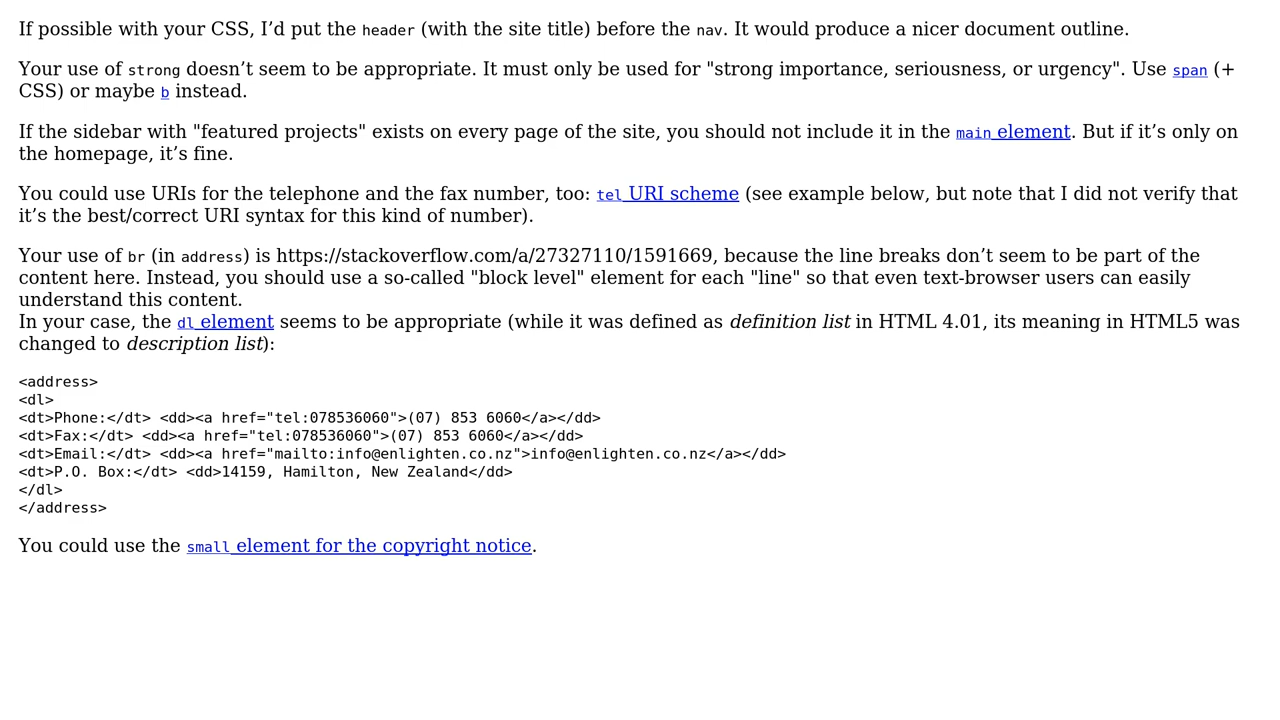 If possible with your CSS, I’d put the header (with the site title) before the nav. It would produce a nicer document outline.
Your use of strong doesn’t seem to be appropriate. It must only be used for "strong importance, seriousness, or urgency". Use span (+
CSS) or maybe b instead.
If the sidebar with "featured projects" exists on every page of the site, you should not include it in the main element. But if it’s only on
the homepage, it’s fine.
You could use URIs for the telephone and the fax number, too: tel URI scheme (see example below, but note that I did not verify that
it’s the best/correct URI syntax for this kind of number).
Your use of br (in address) is https://stackoverflow.com/a/27327110/1591669, because the line breaks don’t seem to be part of the
content here. Instead, you should use a so-called "block level" element for each "line" so that even text-browser users can easily
understand this content.
In your case, the dl element seems to be appropriate (while it was defined as definition list in HTML 4.01, its meaning in HTML5 was
changed to description list):
<address>
<dl>
<dt>Phone:</dt> <dd><a href="tel:078536060">(07) 853 6060</a></dd>
<dt>Fax:</dt> <dd><a href="tel:078536060">(07) 853 6060</a></dd>
<dt>Email:</dt> <dd><a href="mailto:info@enlighten.co.nz">info@enlighten.co.nz</a></dd>
<dt>P.O. Box:</dt> <dd>14159, Hamilton, New Zealand</dd>
</dl>
</address>
You could use the small element for the copyright notice.